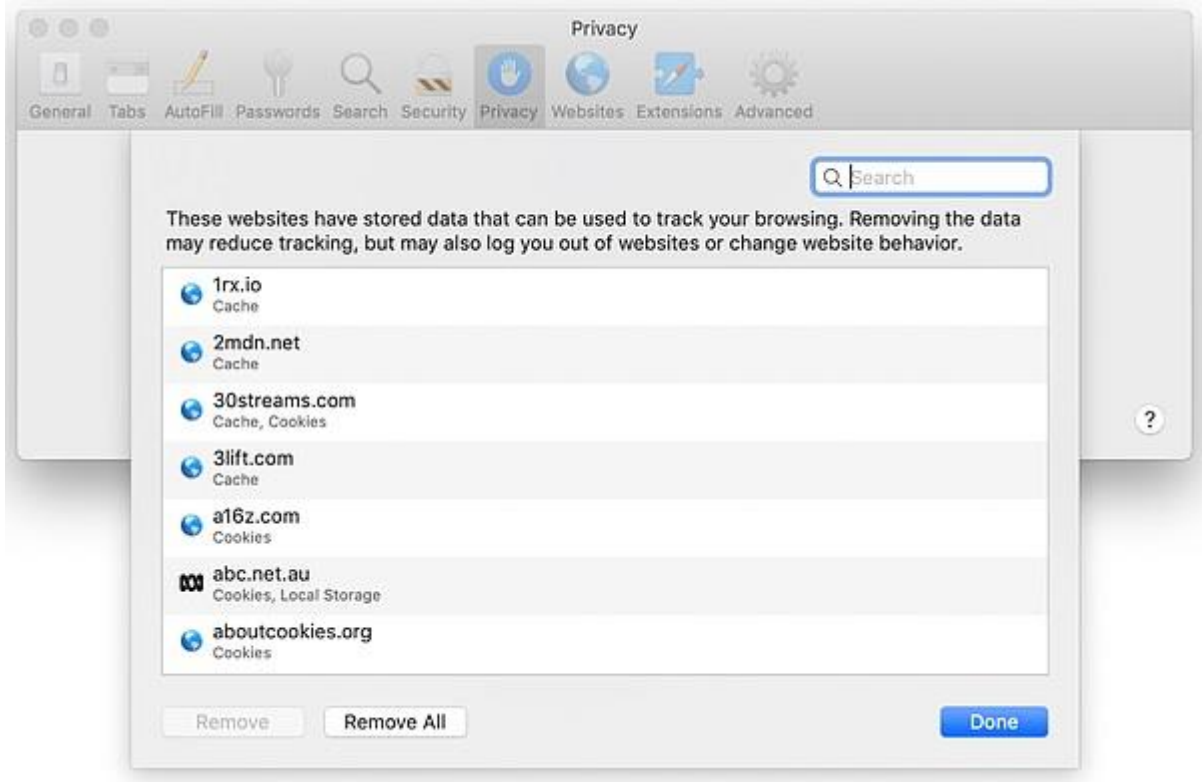 Privacy
General Tabs AutoFill Passwords Search Security Privacy Websites Extensions Advanced
Search
These websites have stored data that can be used to track your browsing. Removing the data
may reduce tracking, but may also log you out of websites or change website behavior.
1rx.io
Cache
2mdn.net
Cache
30streams.com
Cache, Cookies
3lift.com
Cache
a16z.com
Cookies
abc.net.au
Cookies, Local Storage
aboutcookies.org
Cookies
?
Remove Remove All Done